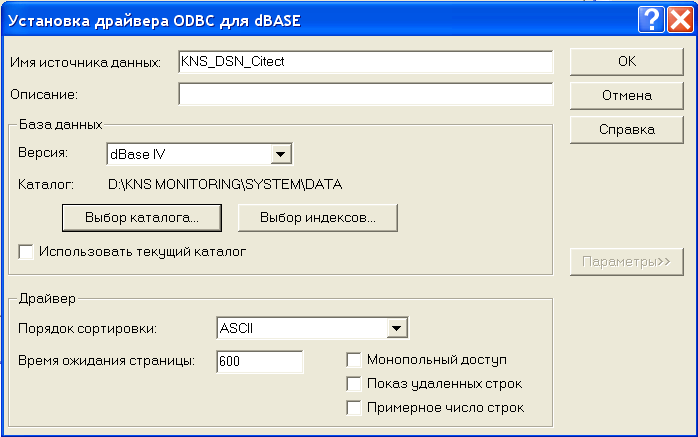 Установка драйвера ODBC для dBASE
Имя источника данных: KNS_DSN_Citect
OK
Описание:
Отмена
База данных
Справка
Версия: dBase IV
Каталог: D:\KNS MONITORING\SYSTEM\DATA
Выбор каталога... Выбор индексов...
Использовать текущий каталог
Параметры>>
Драйвер
Порядок сортировки: ASCII
Время ожидания страницы: 600
Монопольный доступ
Показ удаленных строк
Примерное число строк